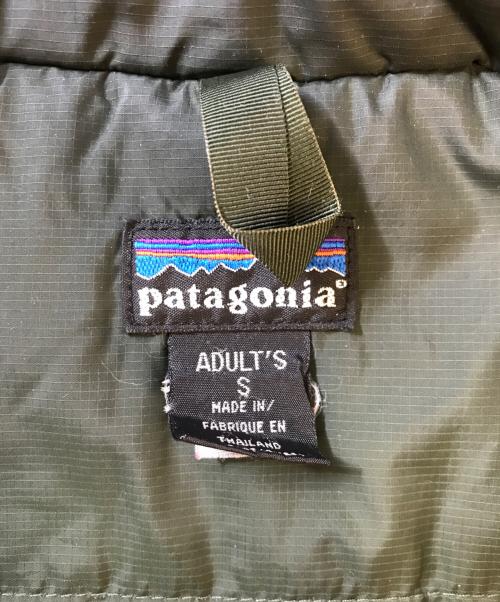 patagonia®
ADULT'S
S
MADE IN/
FABRIQUE EN
THAILAND